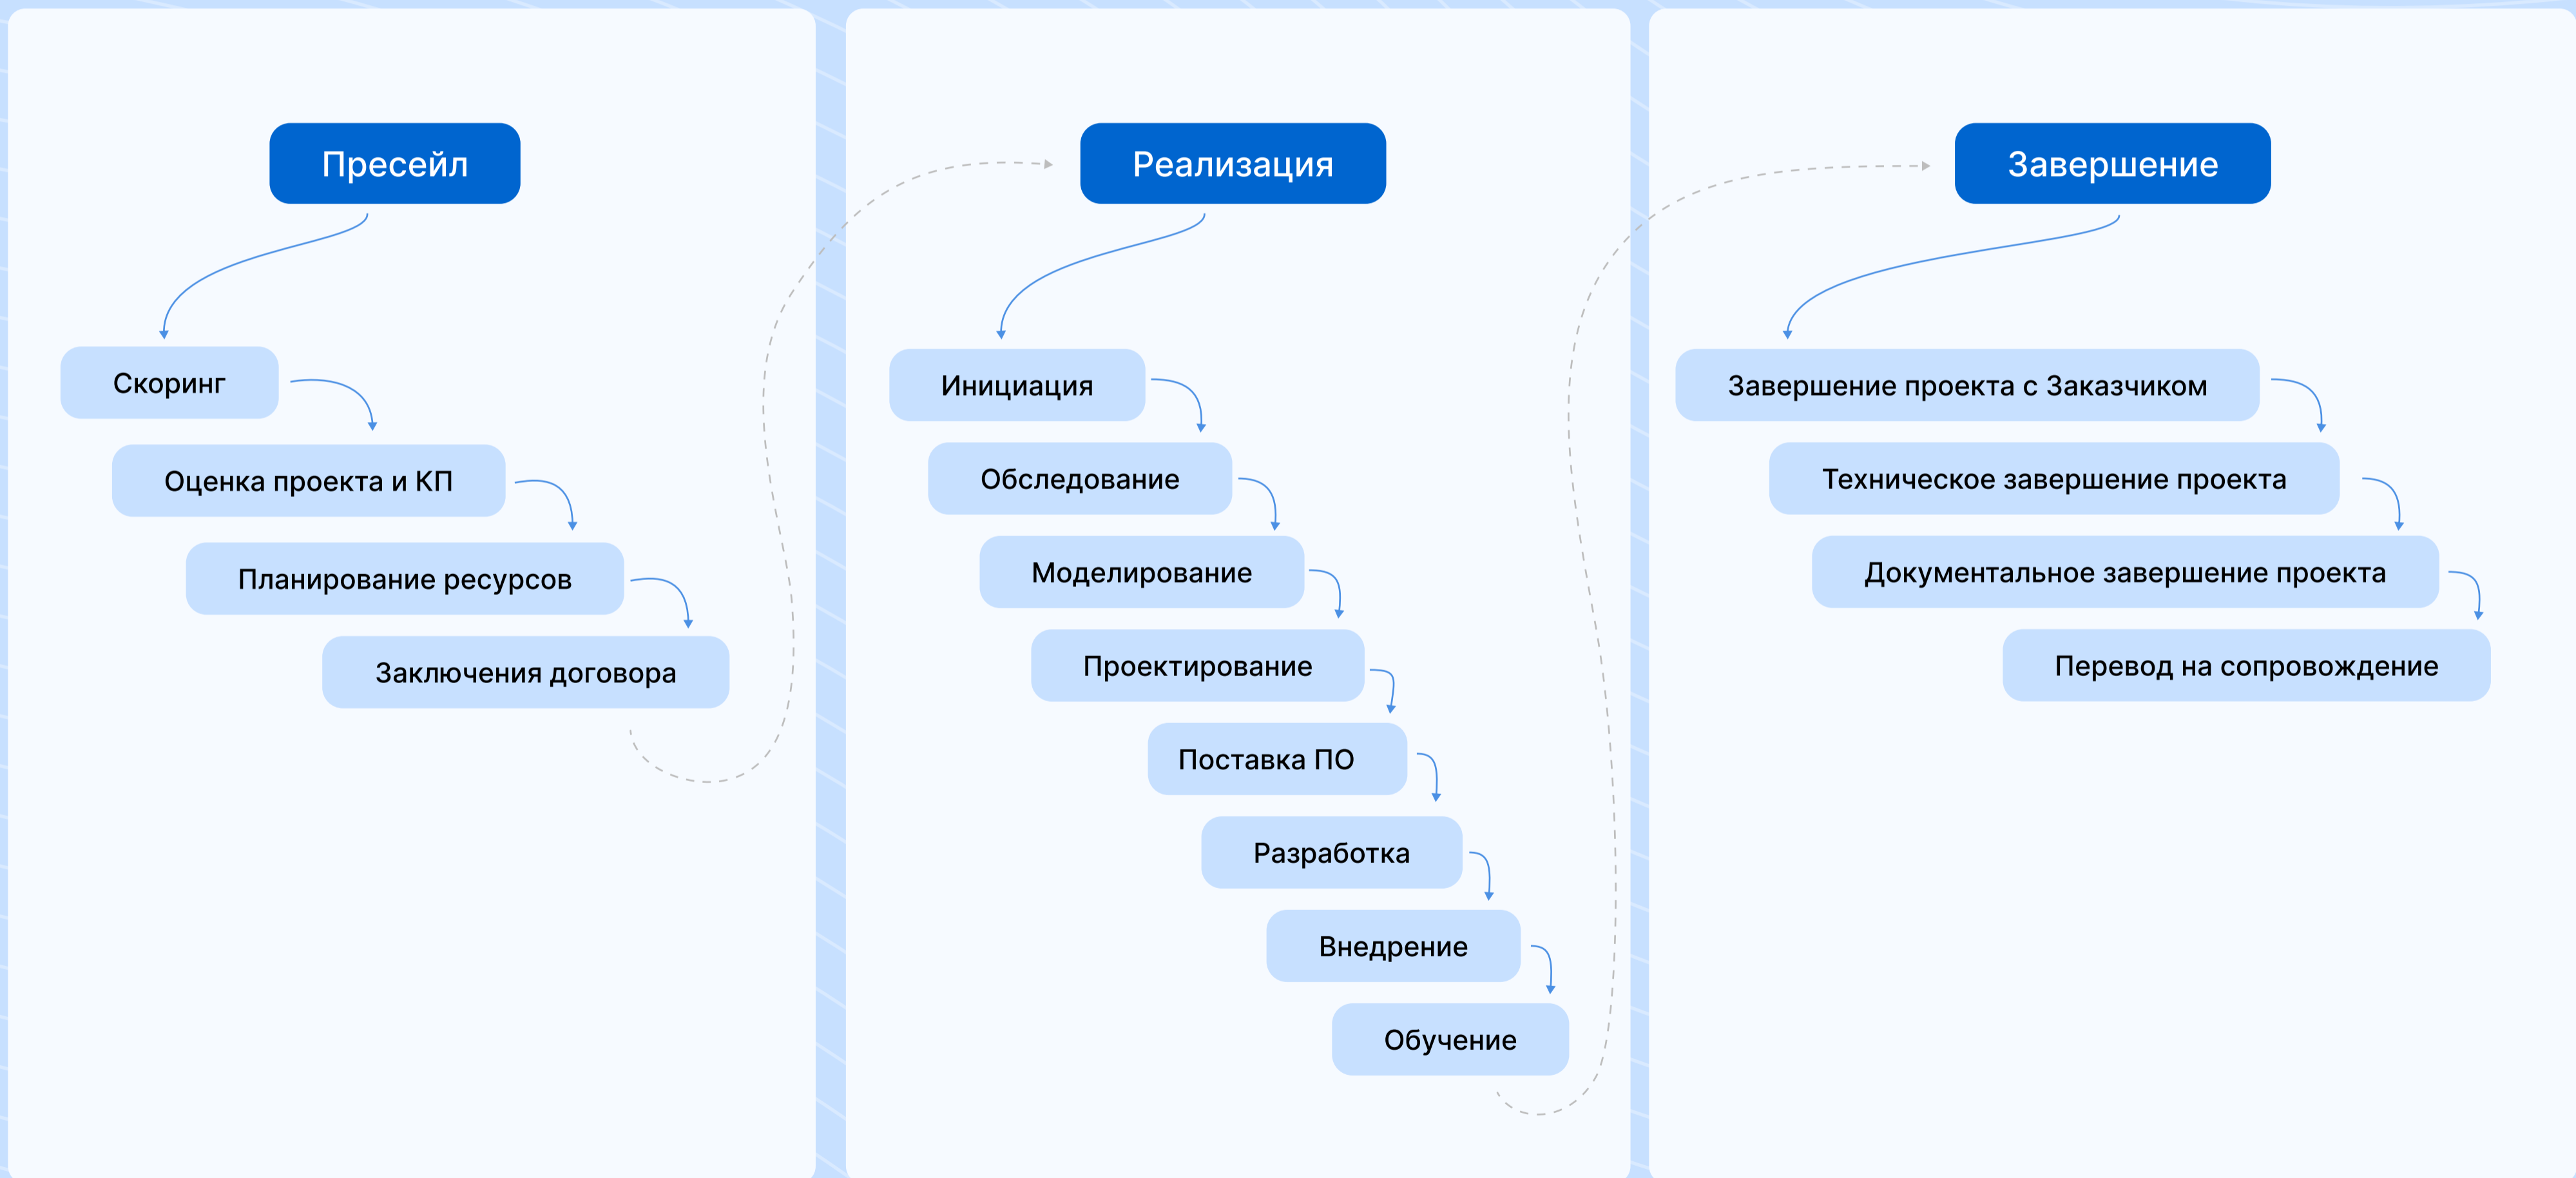 Пресейл
Скоринг
Оценка проекта и КП
Планирование ресурсов
Заключения договора
Реализация
Инициация
Обследование
Моделирование
Проектирование
Поставка ПО
Разработка
Внедрение
Обучение
Завершение
Завершение проекта с Заказчиком
Техническое завершение проекта
Документальное завершение проекта
Перевод на сопровождение